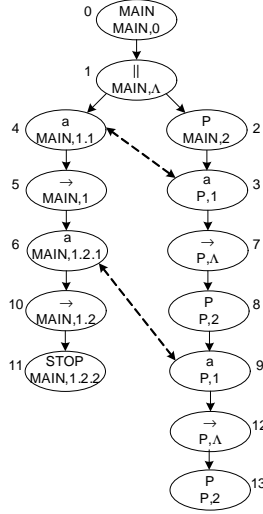 0
MAIN
MAIN,0
1
||
MAIN,Λ
4
a
MAIN,1.1
P
MAIN,2
2
5
→
MAIN,1
a
P,1
3
6
a
MAIN,1.2.1
→
P,Λ
7
10
→
MAIN,1.2
P
P,2
8
11
STOP
MAIN,1.2.2
a
P,1
9
→
P,Λ
12
P
P,2
13